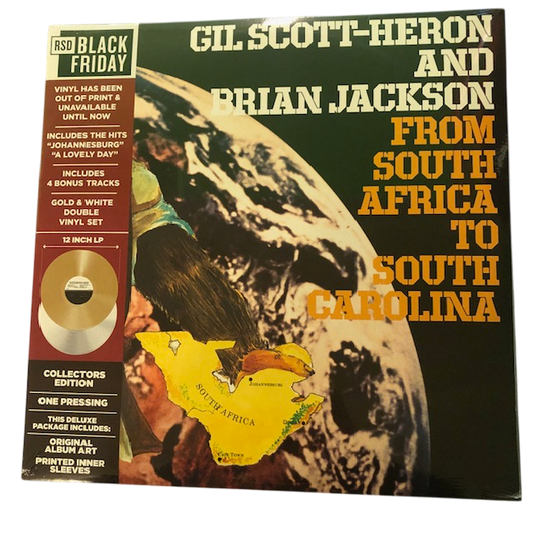 RSD BLACK
FRIDAY
VINYL HAS BEEN
OUT OF PRINT &
UNAVAILABLE
UNTIL NOW
INCLUDES THE HITS
"JOHANNESBURG"
"A LOVELY DAY"
INCLUDES
4 BONUS TRACKS
GOLD & WHITE
DOUBLE
VINYL SET
12 INCH LP
COLLECTORS
EDITION
ONE PRESSING
THIS DELUXE
PACKAGE INCLUDES:
ORIGINAL
ALBUM ART
PRINTED INNER
SLEEVES
GIL SCOTT-HERON
AND
BRIAN JACKSON
FROM
SOUTH
AFRICA
TO
SOUTH
CAROLINA
JOHANNESBURG
SOUTH AFRICA
CAPE TOWN